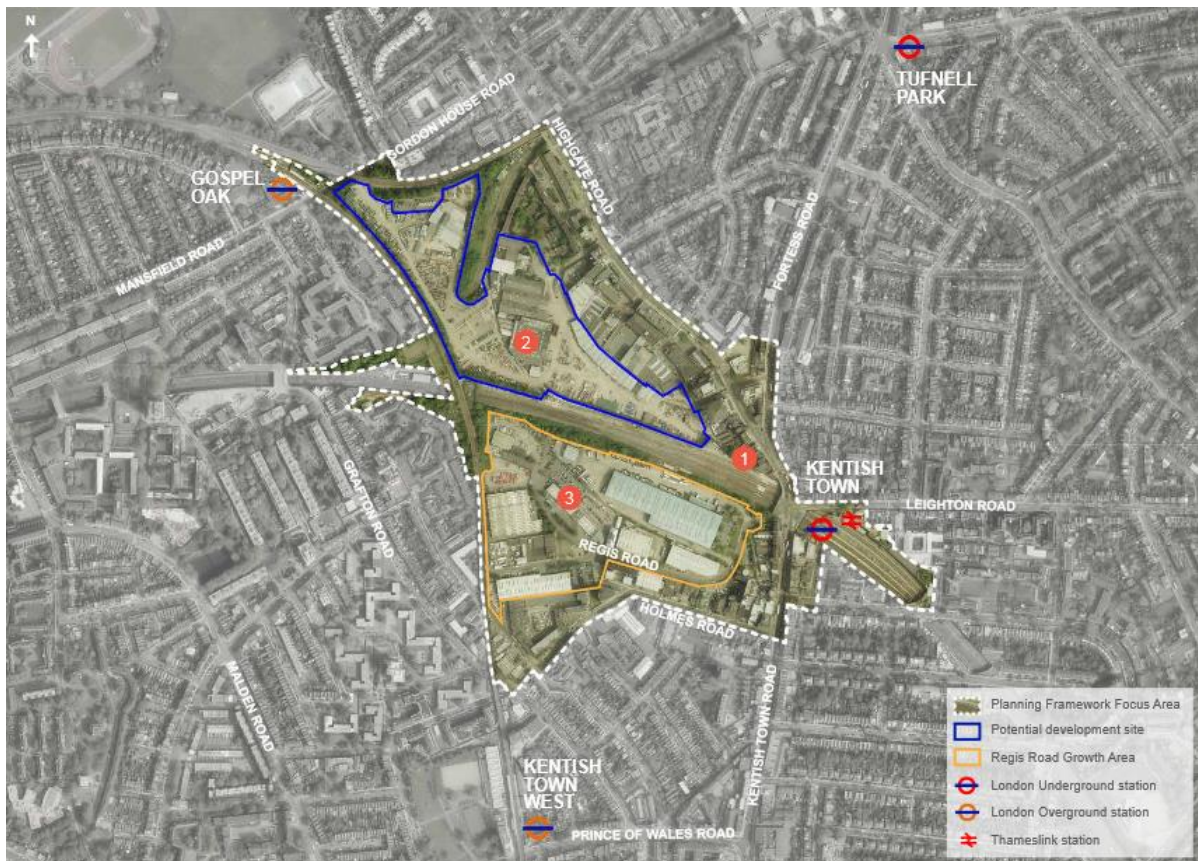 N
TUFNELL
PARK
GORDON HOUSE ROAD
HIGHGATE ROAD
GOSPEL
OAK
MANSFIELD ROAD
FORTESS ROAD
2
1
KENTISH
TOWN
LEIGHTON ROAD
3
GRAFTON ROAD
REGIS ROAD
HOLMES ROAD
MALDEN ROAD
KENTISH TOWN ROAD
KENTISH
TOWN
WEST
PRINCE OF WALES ROAD
Planning Framework Focus Area
Potential development site
Regis Road Growth Area
London Underground station
London Overground station
Thameslink station